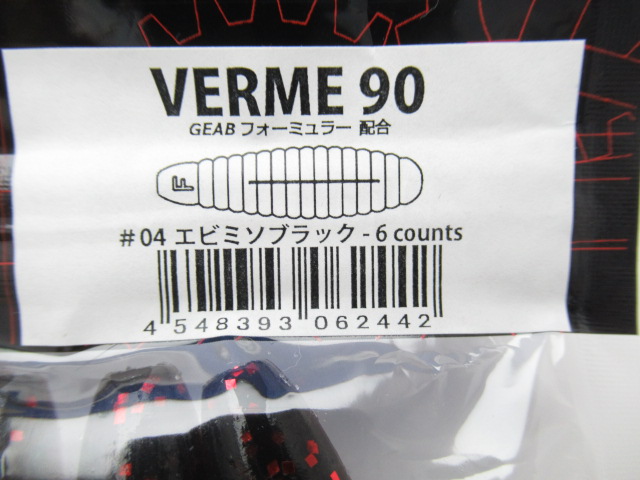 VERME 90
GEAB フォーミュラー 配合
F
#04 エビミソブラック - 6 counts
4 548393 062442